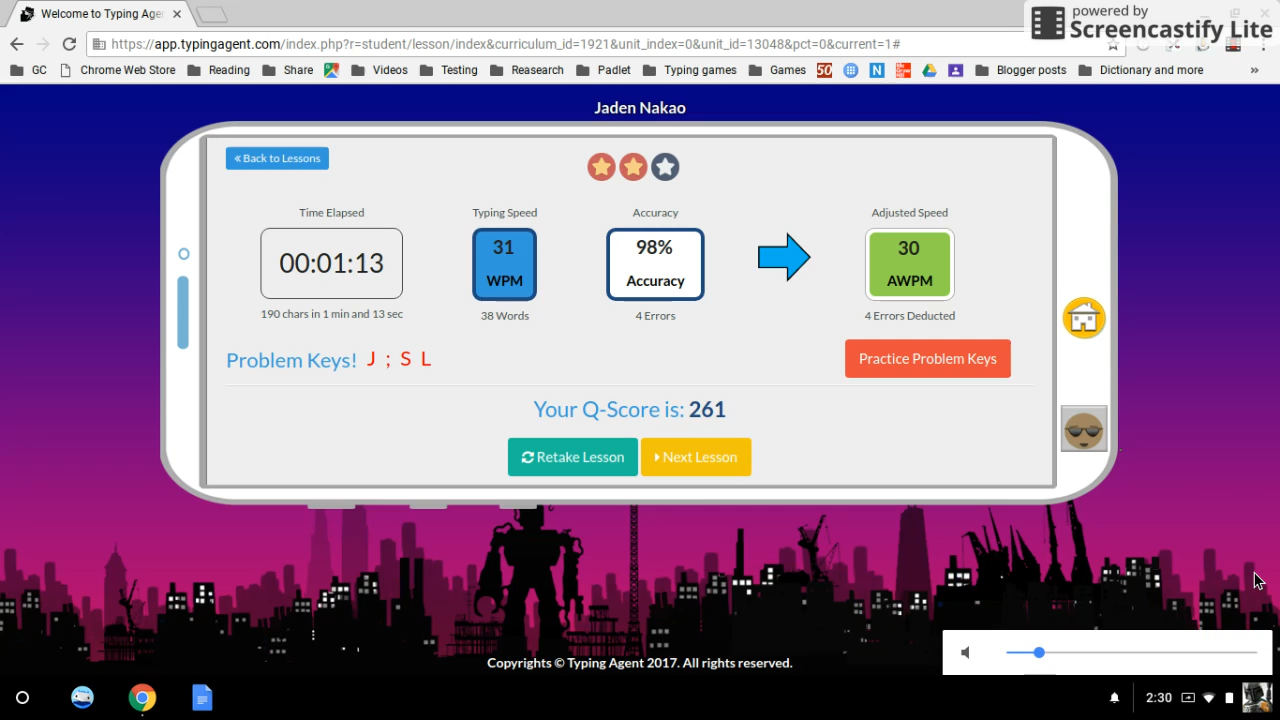 Welcome to Typing Age
powered by
Screencastify Lite
https://app.typingagent.com/index.php?r=student/lesson/index&curriculum_id=1921&unit_index=0&unit_id=13048&pct=0&current=1#
GC Chrome Web Store Reading Share Videos Testing Reasearch Padlet Typing games Games 50 N Blogger posts Dictionary and more »
Jaden Nakao
« Back to Lessons
Time Elapsed Typing Speed Accuracy Adjusted Speed
00:01:13 31 98% 30
WPM Accuracy AWPM
190 chars in 1 min and 13 sec 38 Words 4 Errors 4 Errors Deducted
Problem Keys! J ; S L Practice Problem Keys
Your Q-Score is: 261
Retake Lesson Next Lesson
Copyrights © Typing Agent 2017. All rights reserved.
2:30